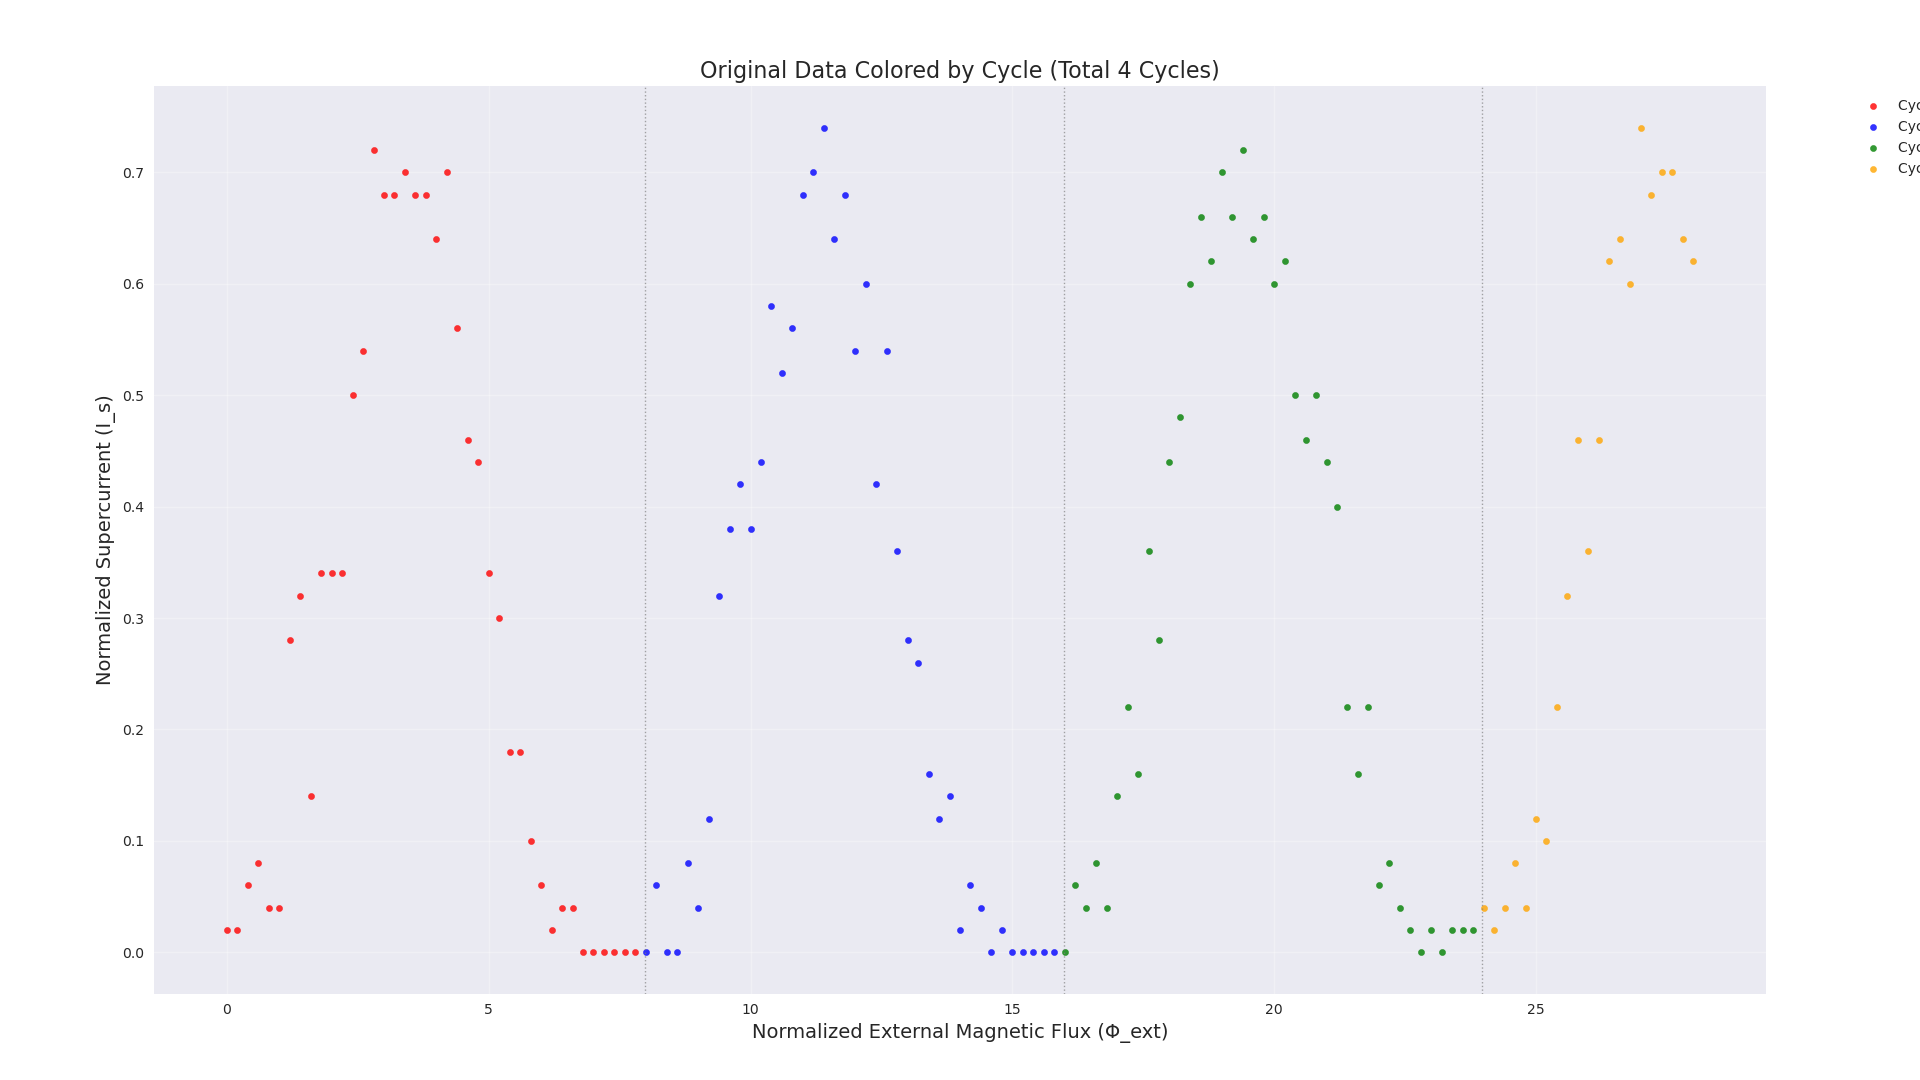 Original Data Colored by Cycle (Total 4 Cycles)
Cyc
Cyc
Cyc
Cyc
0.7
0.6
0.5
0.4
0.3
0.2
0.1
0.0
Normalized Supercurrent (I_s)
0 5 10 15 20 25
Normalized External Magnetic Flux (Φ_ext)